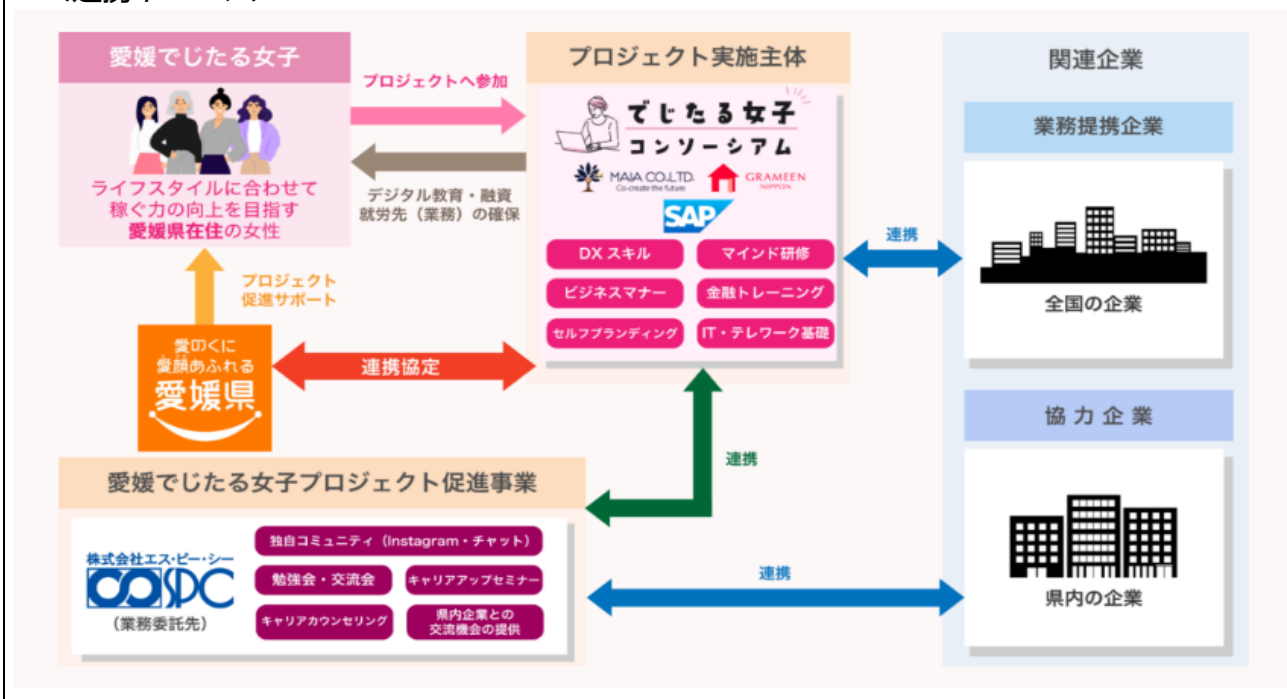 愛媛でじたる女子
ライフスタイルに合わせて
稼ぐ力の向上を目指す
愛媛県在住の女性
プロジェクトへ参加
デジタル教育・融資
就労先（業務）の確保
プロジェクト
促進サポート
愛のくに
愛顔あふれる
愛媛県
連携協定
プロジェクト実施主体
でじたる女子
コンソーシアム
MAIA CO.,LTD.
Co-create the future
GRAMEEN
NIPPON
SAP
DX スキル
マインド研修
ビジネスマナー
金融トレーニング
セルフブランディング
IT・テレワーク基礎
連携
関連企業
業務提携企業
全国の企業
協力企業
県内の企業
連携
愛媛でじたる女子プロジェクト促進事業
株式会社エス・ピー・シー
SPC
（業務委託先）
独自コミュニティ（Instagram・チャット）
勉強会・交流会
キャリアアップセミナー
キャリアカウンセリング
県内企業との
交流機会の提供
連携